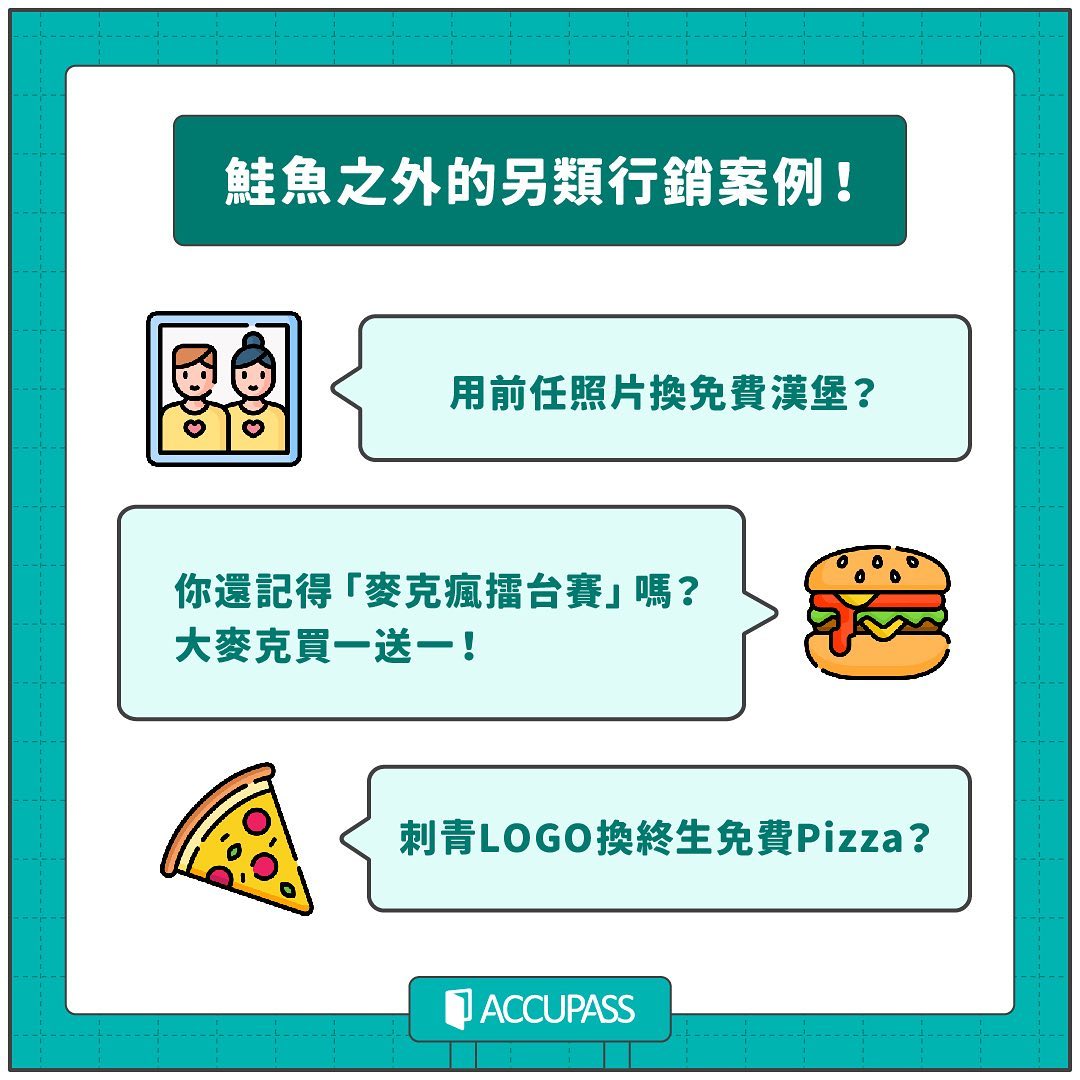 鮭魚之外的另類行銷案例！
用前任照片換免費漢堡？
你還記得「麥克瘋擂台賽」嗎？
大麥克買一送一！
刺青LOGO換終生免費Pizza？
ACCUPASS